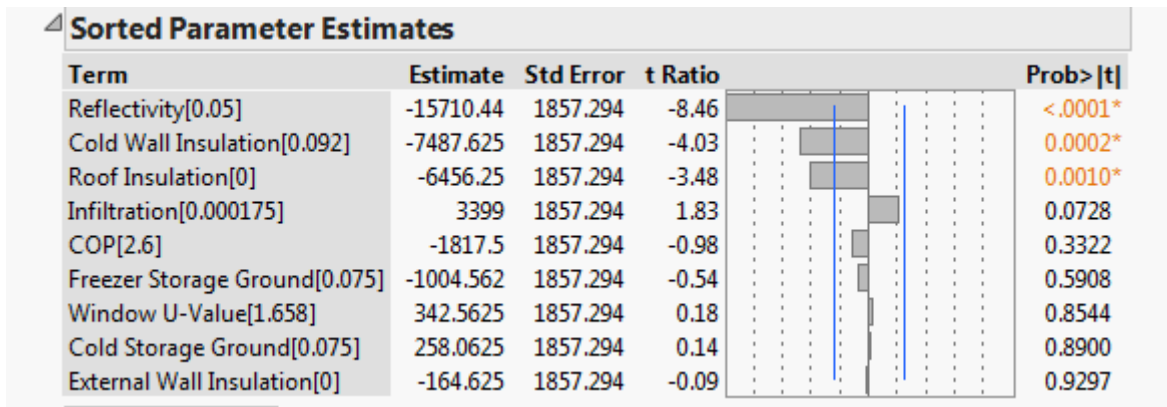 Sorted Parameter Estimates
Term Estimate Std Error t Ratio Prob>|t|
Reflectivity[0.05] -15710.44 1857.294 -8.46 <.0001*
Cold Wall Insulation[0.092] -7487.625 1857.294 -4.03 0.0002*
Roof Insulation[0] -6456.25 1857.294 -3.48 0.0010*
Infiltration[0.000175] 3399 1857.294 1.83 0.0728
COP[2.6] -1817.5 1857.294 -0.98 0.3322
Freezer Storage Ground[0.075] -1004.562 1857.294 -0.54 0.5908
Window U-Value[1.658] 342.5625 1857.294 0.18 0.8544
Cold Storage Ground[0.075] 258.0625 1857.294 0.14 0.8900
External Wall Insulation[0] -164.625 1857.294 -0.09 0.9297